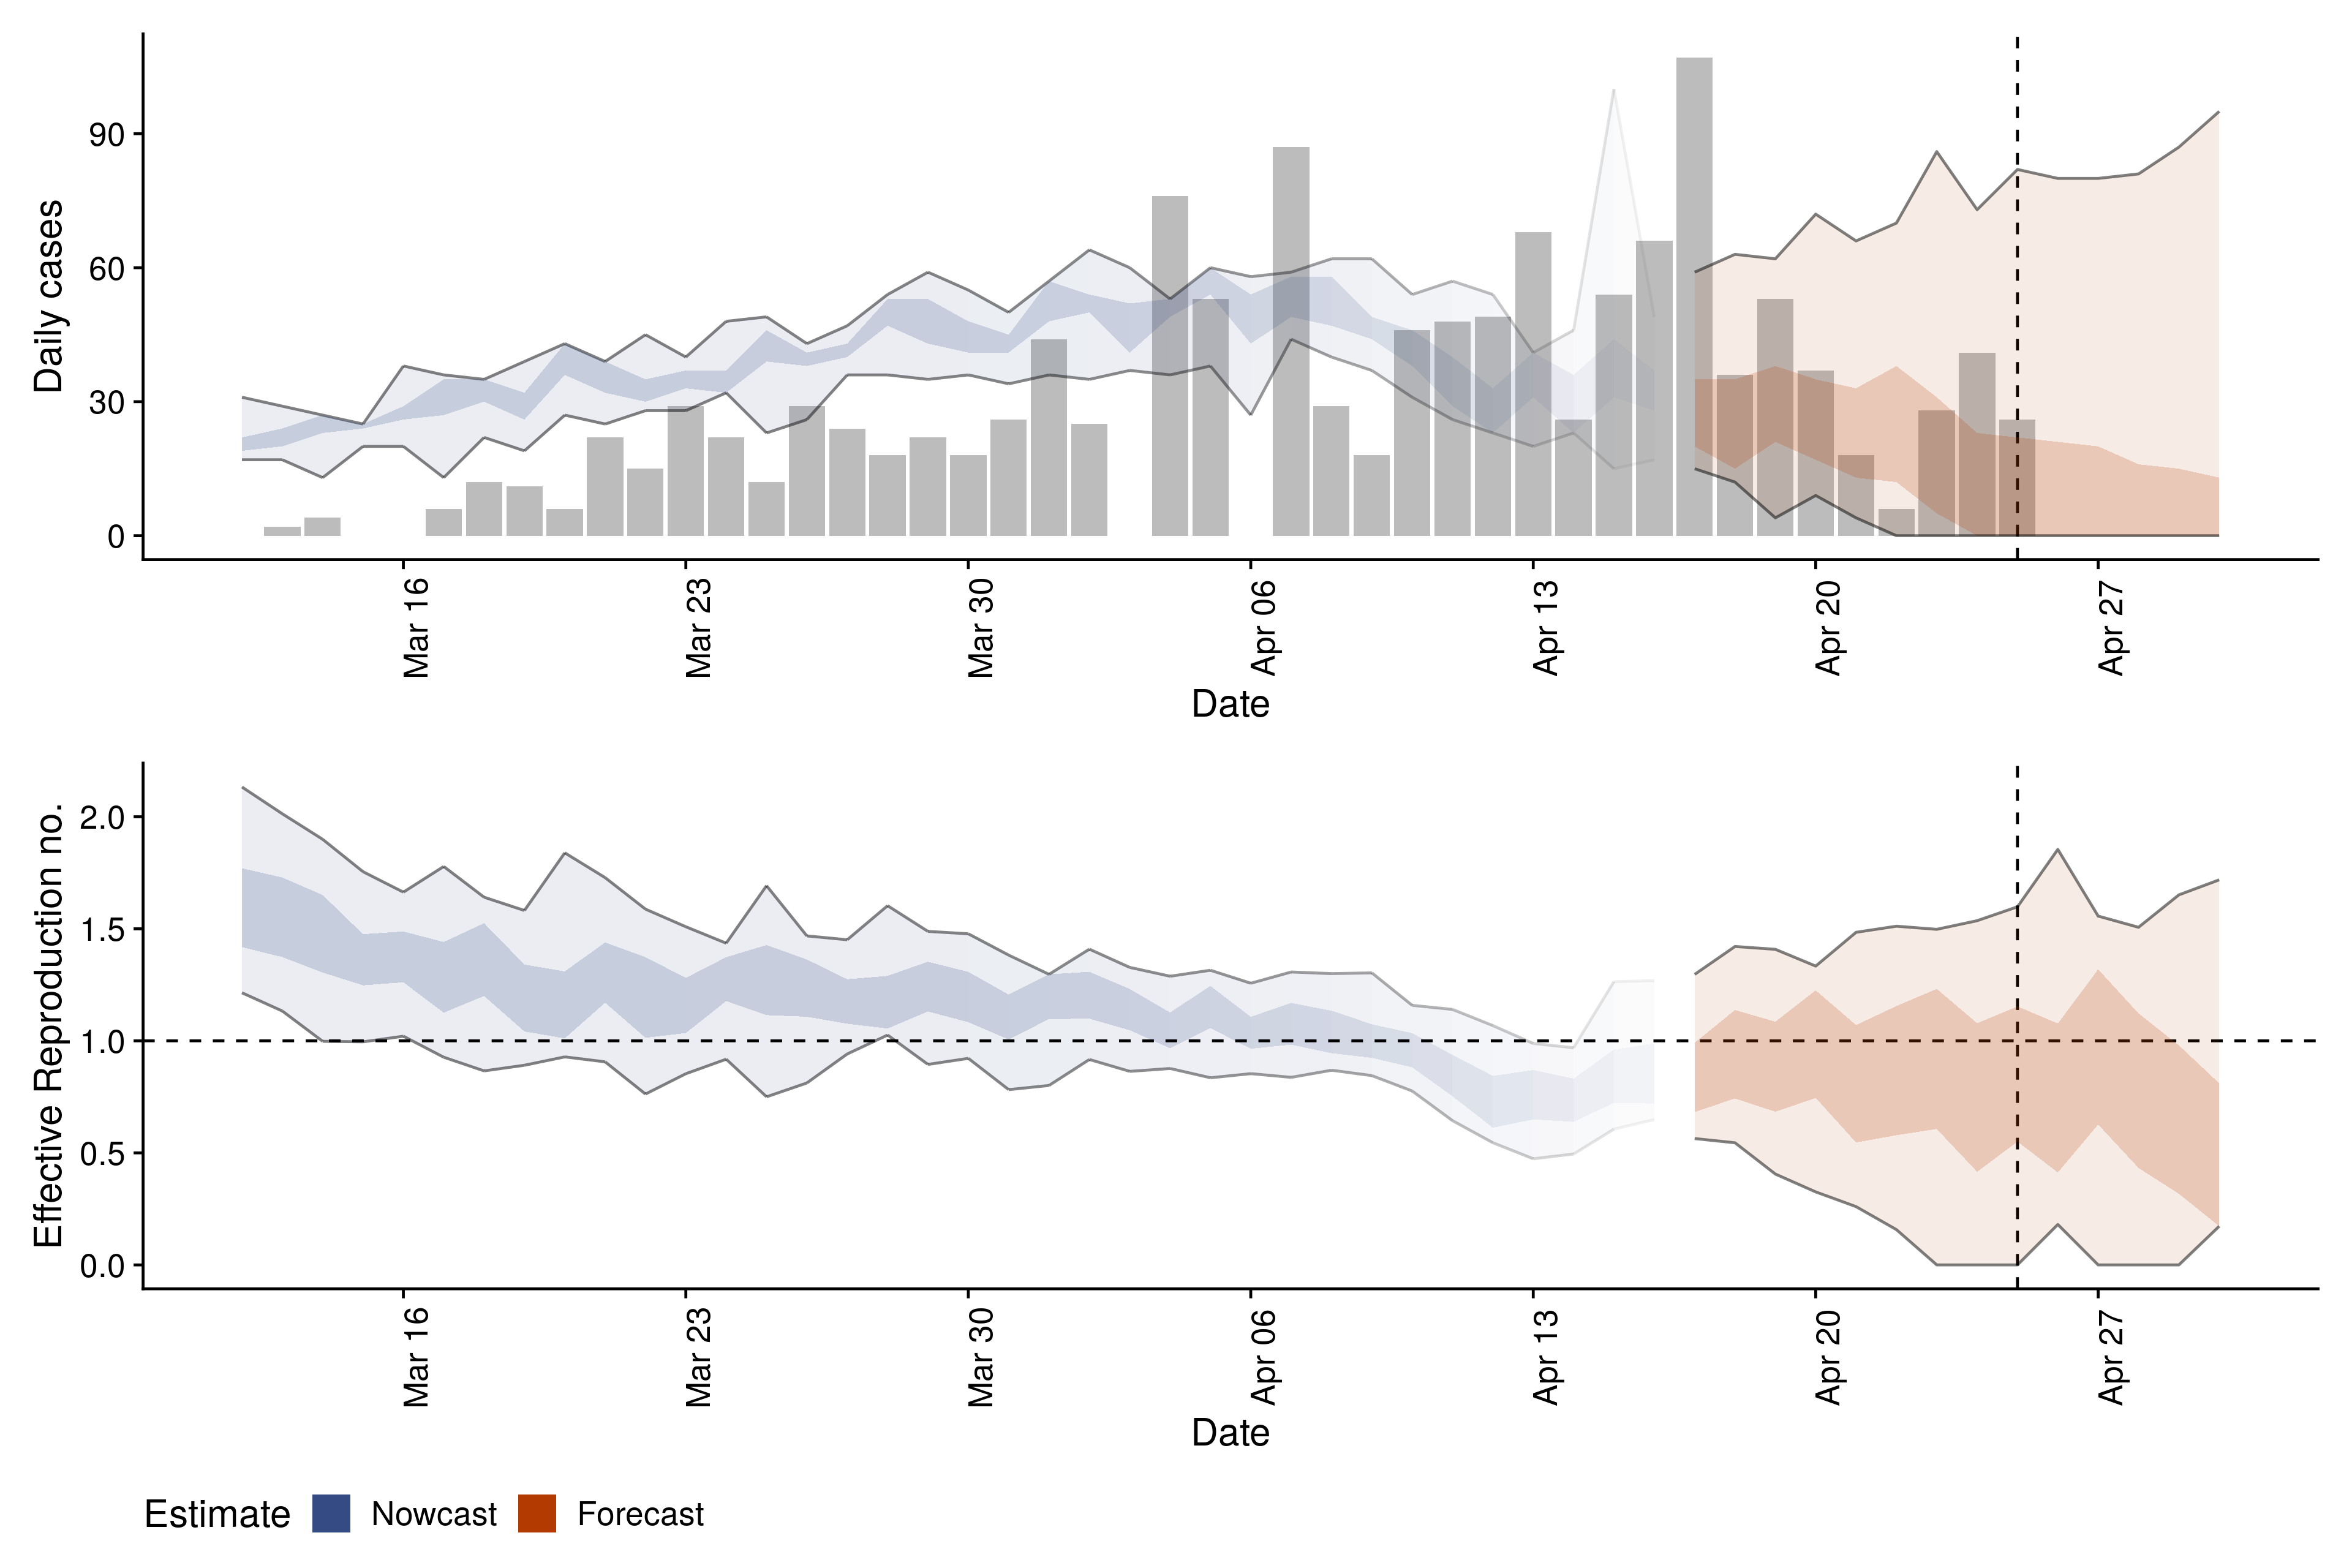 Daily cases
90
60
30
0
Mar 16
Mar 23
Mar 30
Apr 06
Apr 13
Apr 20
Apr 27
Date
Effective Reproduction no.
2.0
1.5
1.0
0.5
0.0
Mar 16
Mar 23
Mar 30
Apr 06
Apr 13
Apr 20
Apr 27
Date
Estimate Nowcast Forecast